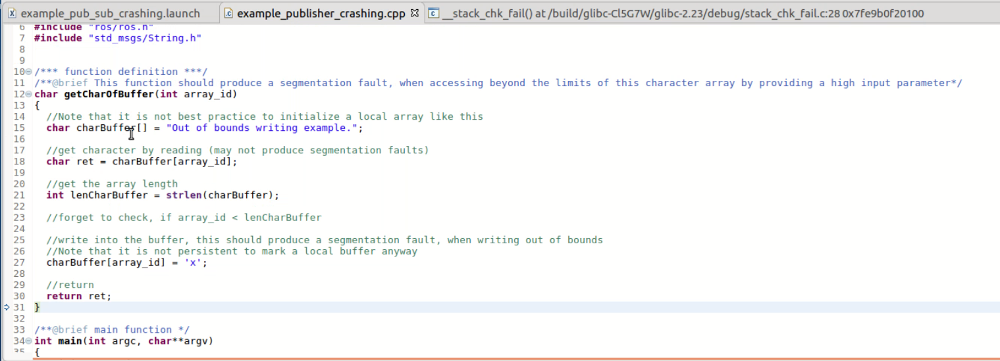 example_pub_sub_crashing.launch example_publisher_crashing.cpp __stack_chk_fail() at /build/glibc-Cl5G7W/glibc-2.23/debug/stack_chk_fail.c:28 0x7fe9b0f20100
6 #include "ros/ros.h"
7 #include "std_msgs/String.h"
8
9
10 /*** function definition ***/
11 /**@brief This function should produce a segmentation fault, when accessing beyond the limits of this character array by providing a high input parameter*/
12 char getCharOfBuffer(int array_id)
13 {
14 //Note that it is not best practice to initialize a local array like this
15 char charBuffer[] = "Out of bounds writing example.";
16
17 //get character by reading (may not produce segmentation faults)
18 char ret = charBuffer[array_id];
19
20 //get the array length
21 int lenCharBuffer = strlen(charBuffer);
22
23 //forget to check, if array_id < lenCharBuffer
24
25 //write into the buffer, this should produce a segmentation fault, when writing out of bounds
26 //Note that it is not persistent to mark a local buffer anyway
27 charBuffer[array_id] = 'x';
28
29 //return
30 return ret;
31 }
32
33 /**@brief main function */
34 int main(int argc, char**argv)
35 {